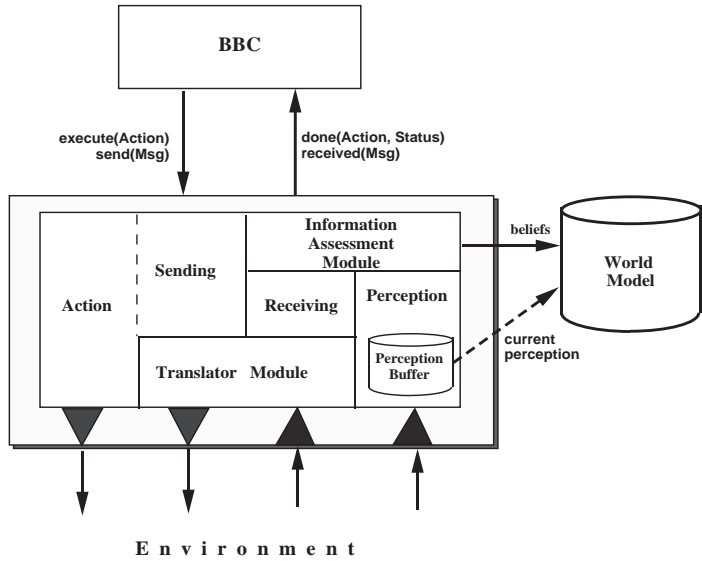 BBC
execute(Action)
send(Msg)
done(Action, Status)
received(Msg)
Information
Assessment
Module
Sending
Action
Receiving
Perception
Translator Module
Perception
Buffer
beliefs
World
Model
current
perception
Environment